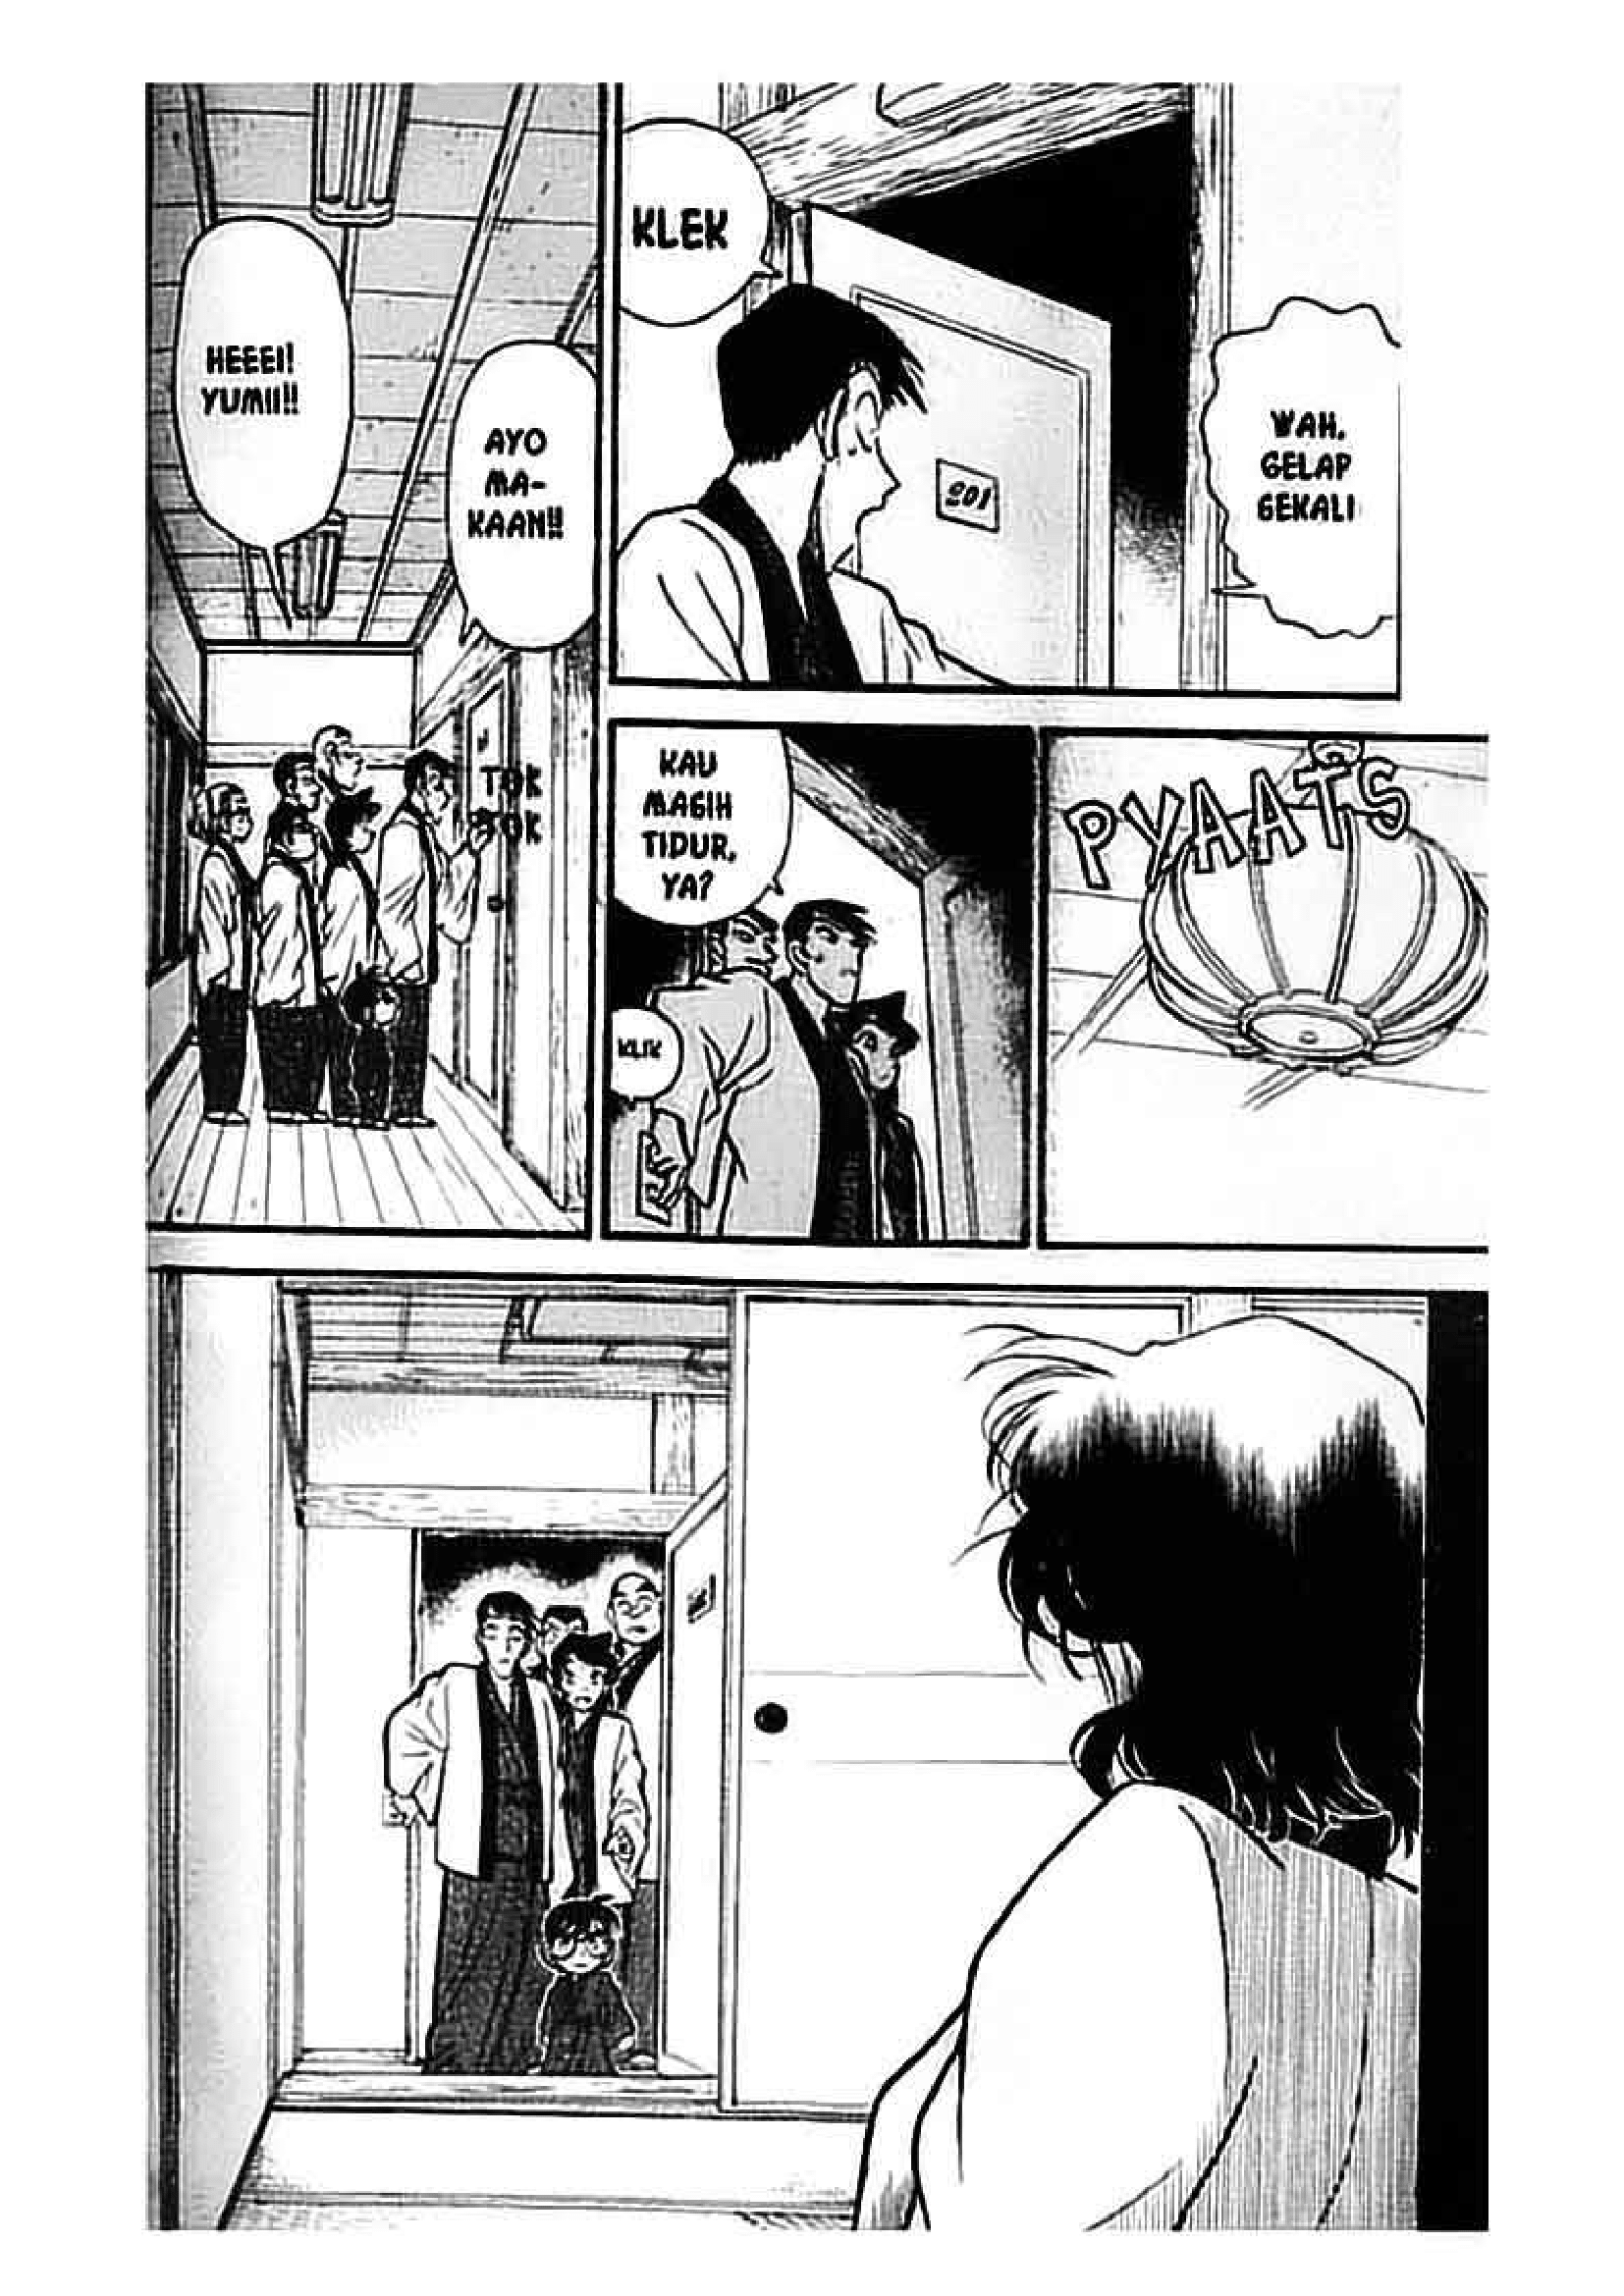 HEEEI!
YUMII!!
AYO
MA-
KAAN!!
TOK
TOK
KLEK
201
WAH,
GELAP
SEKALI
KAU
MASIH
TIDUR,
YA?
KLIK
PYAATS